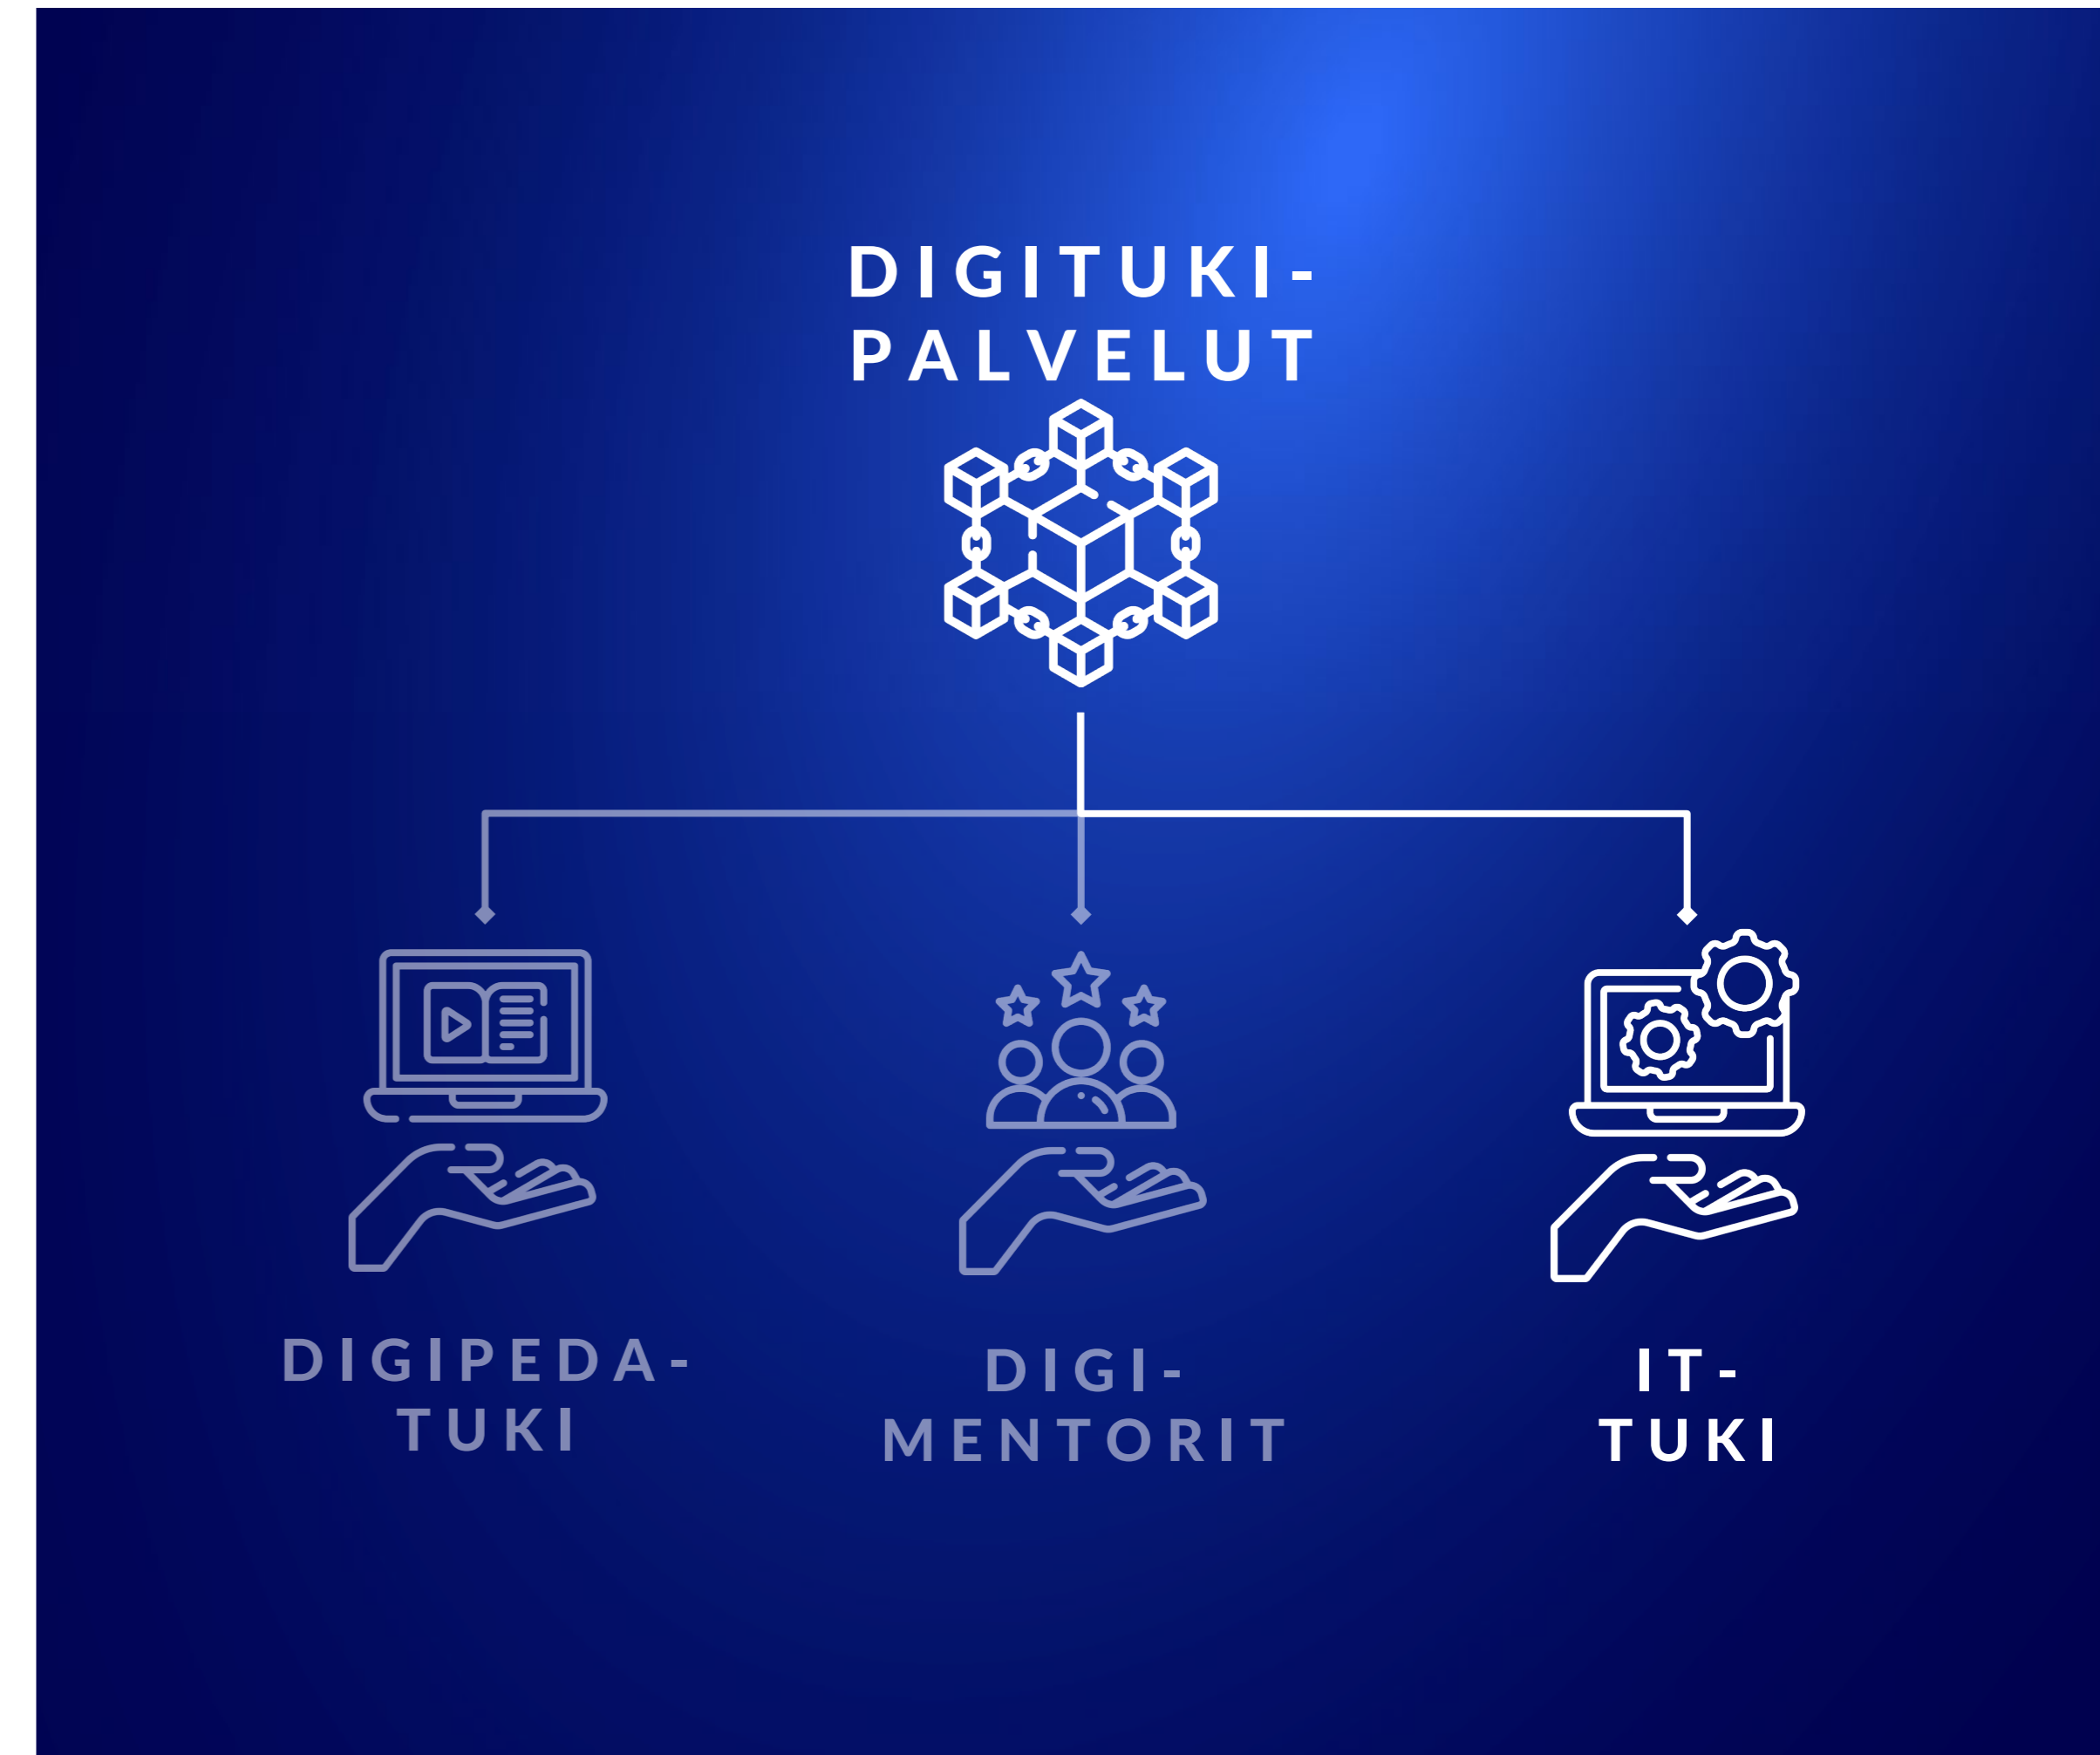 DIGITUKI-
PALVELUT
DIGIPEDA-
TUKI
DIGI-
MENTORIT
IT-
TUKI